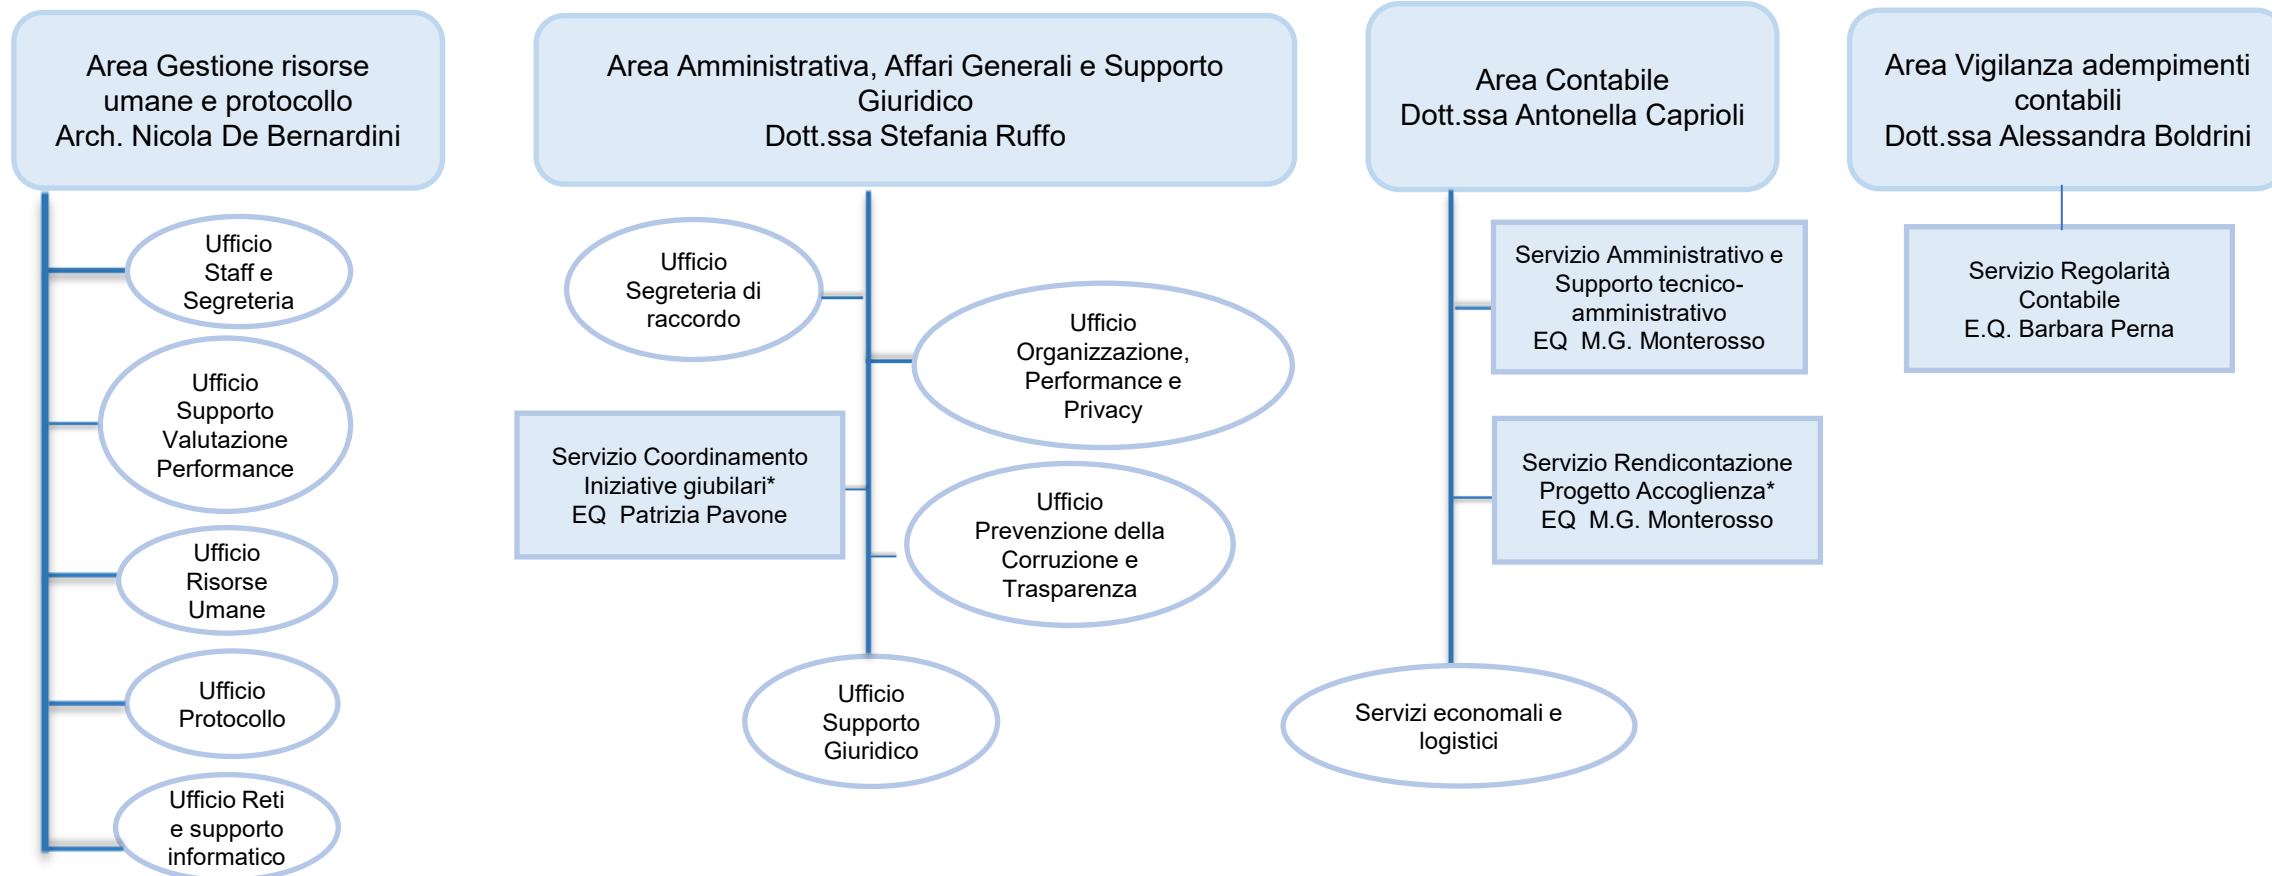 Area Gestione risorse
umane e protocollo
Arch. Nicola De Bernardini
Ufficio
Staff e
Segreteria
Ufficio
Supporto
Valutazione
Performance
Ufficio
Risorse
Umane
Ufficio
Protocollo
Ufficio Reti
e supporto
informatico
Area Amministrativa, Affari Generali e Supporto
Giuridico
Dott.ssa Stefania Ruffo
Ufficio
Segreteria di
raccordo
Ufficio
Organizzazione,
Performance e
Privacy
Servizio Coordinamento
Iniziative giubilari*
EQ  Patrizia Pavone
Ufficio
Prevenzione della
Corruzione e
Trasparenza
Ufficio
Supporto
Giuridico
Area Contabile
Dott.ssa Antonella Caprioli
Servizio Amministrativo e
Supporto tecnico-
amministrativo
EQ  M.G. Monterosso
Servizio Rendicontazione
Progetto Accoglienza*
EQ  M.G. Monterosso
Servizi economali e
logistici
Area Vigilanza adempimenti
contabili
Dott.ssa Alessandra Boldrini
Servizio Regolarità
Contabile
E.Q. Barbara Perna